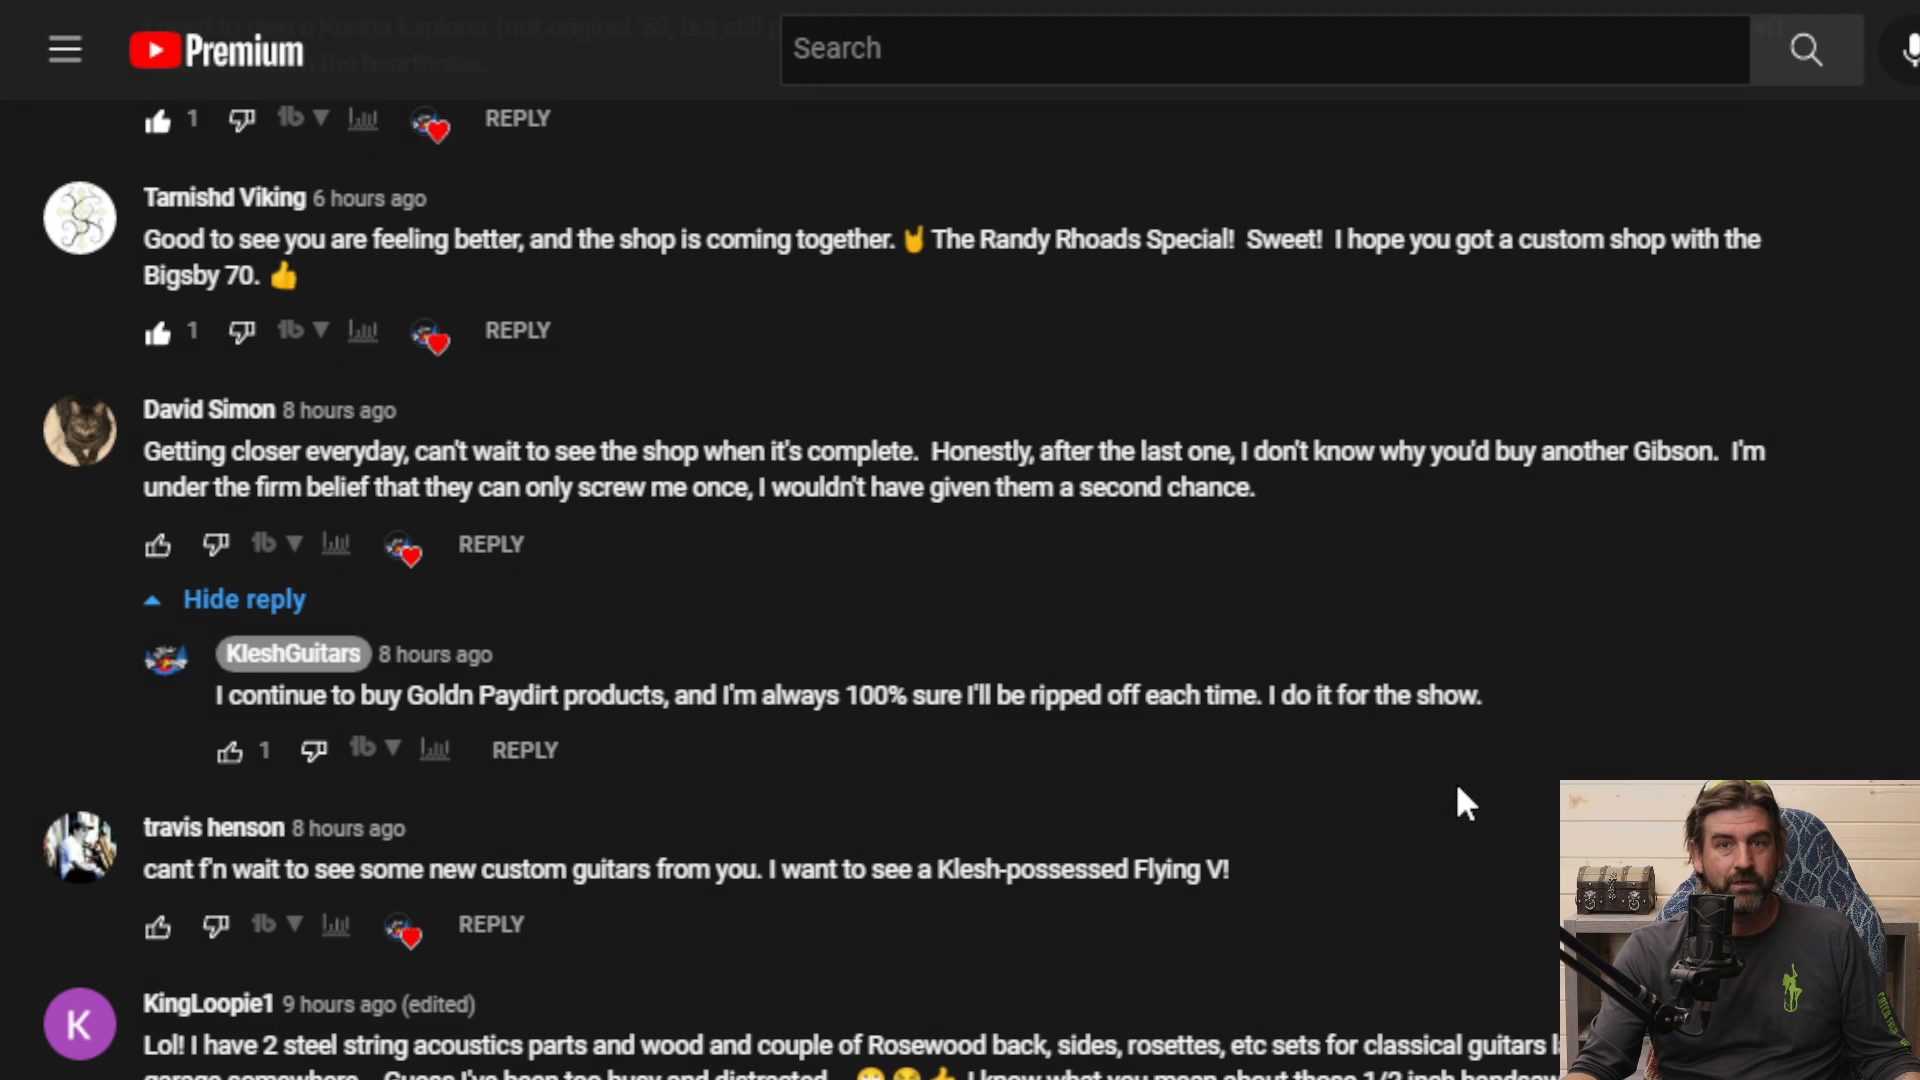 Premium
Search
1
REPLY
Tarnishd Viking 6 hours ago
Good to see you are feeling better, and the shop is coming together. 🤘 The Randy Rhoads Special! Sweet! I hope you got a custom shop with the
Bigsby 70. 👍
1
REPLY
David Simon 8 hours ago
Getting closer everyday, can't wait to see the shop when it's complete. Honestly, after the last one, I don't know why you'd buy another Gibson. I'm
under the firm belief that they can only screw me once, I wouldn't have given them a second chance.
REPLY
Hide reply
KleshGuitars 8 hours ago
I continue to buy Goldn Paydirt products, and I'm always 100% sure I'll be ripped off each time. I do it for the show.
1
REPLY
travis henson 8 hours ago
cant f'n wait to see some new custom guitars from you. I want to see a Klesh-possessed Flying V!
REPLY
K
KingLoopie1 9 hours ago (edited)
Lol! I have 2 steel string acoustics parts and wood and couple of Rosewood back, sides, rosettes, etc sets for classical guitars